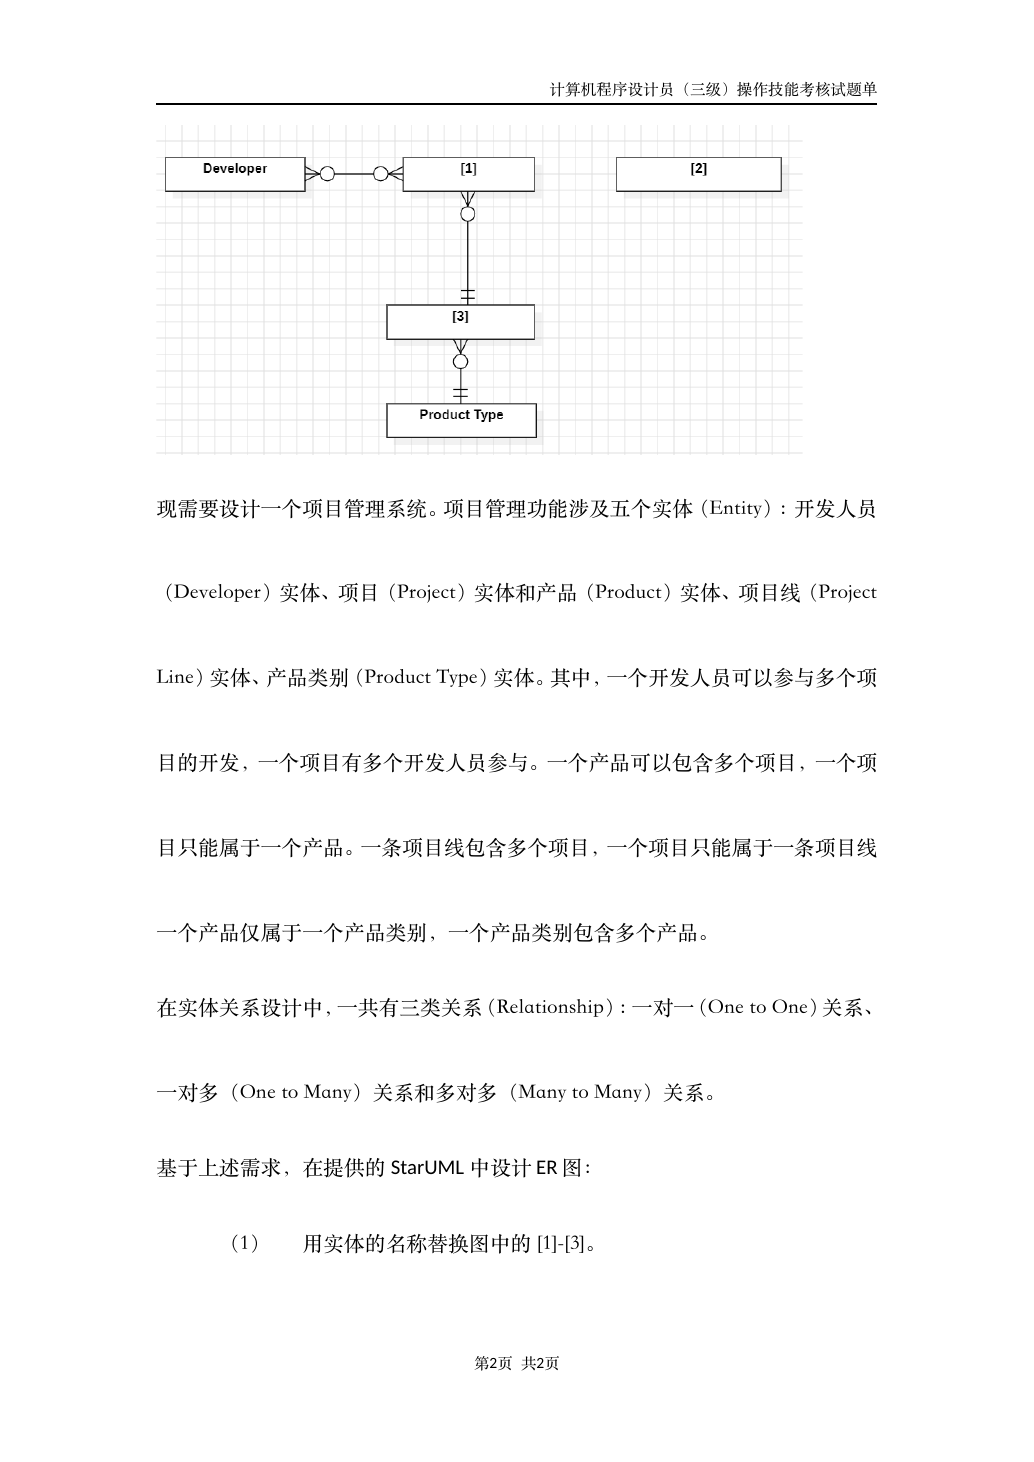 计算机程序设计员（三级）操作技能考核试题单
Developer
[1]
[2]
[3]
Product Type
现需要设计一个项目管理系统。项目管理功能涉及五个实体（Entity）：开发人员
（Developer）实体、项目（Project）实体和产品（Product）实体、项目线（Project
Line）实体、产品类别（Product Type）实体。其中，一个开发人员可以参与多个项
目的开发，一个项目有多个开发人员参与。一个产品可以包含多个项目，一个项
目只能属于一个产品。一条项目线包含多个项目，一个项目只能属于一条项目线
一个产品仅属于一个产品类别，一个产品类别包含多个产品。
在实体关系设计中，一共有三类关系（Relationship）：一对一（One to One）关系、
一对多（One to Many）关系和多对多（Many to Many）关系。
基于上述需求，在提供的 StarUML 中设计 ER 图：
（1） 用实体的名称替换图中的 [1]-[3]。
第2页 共2页